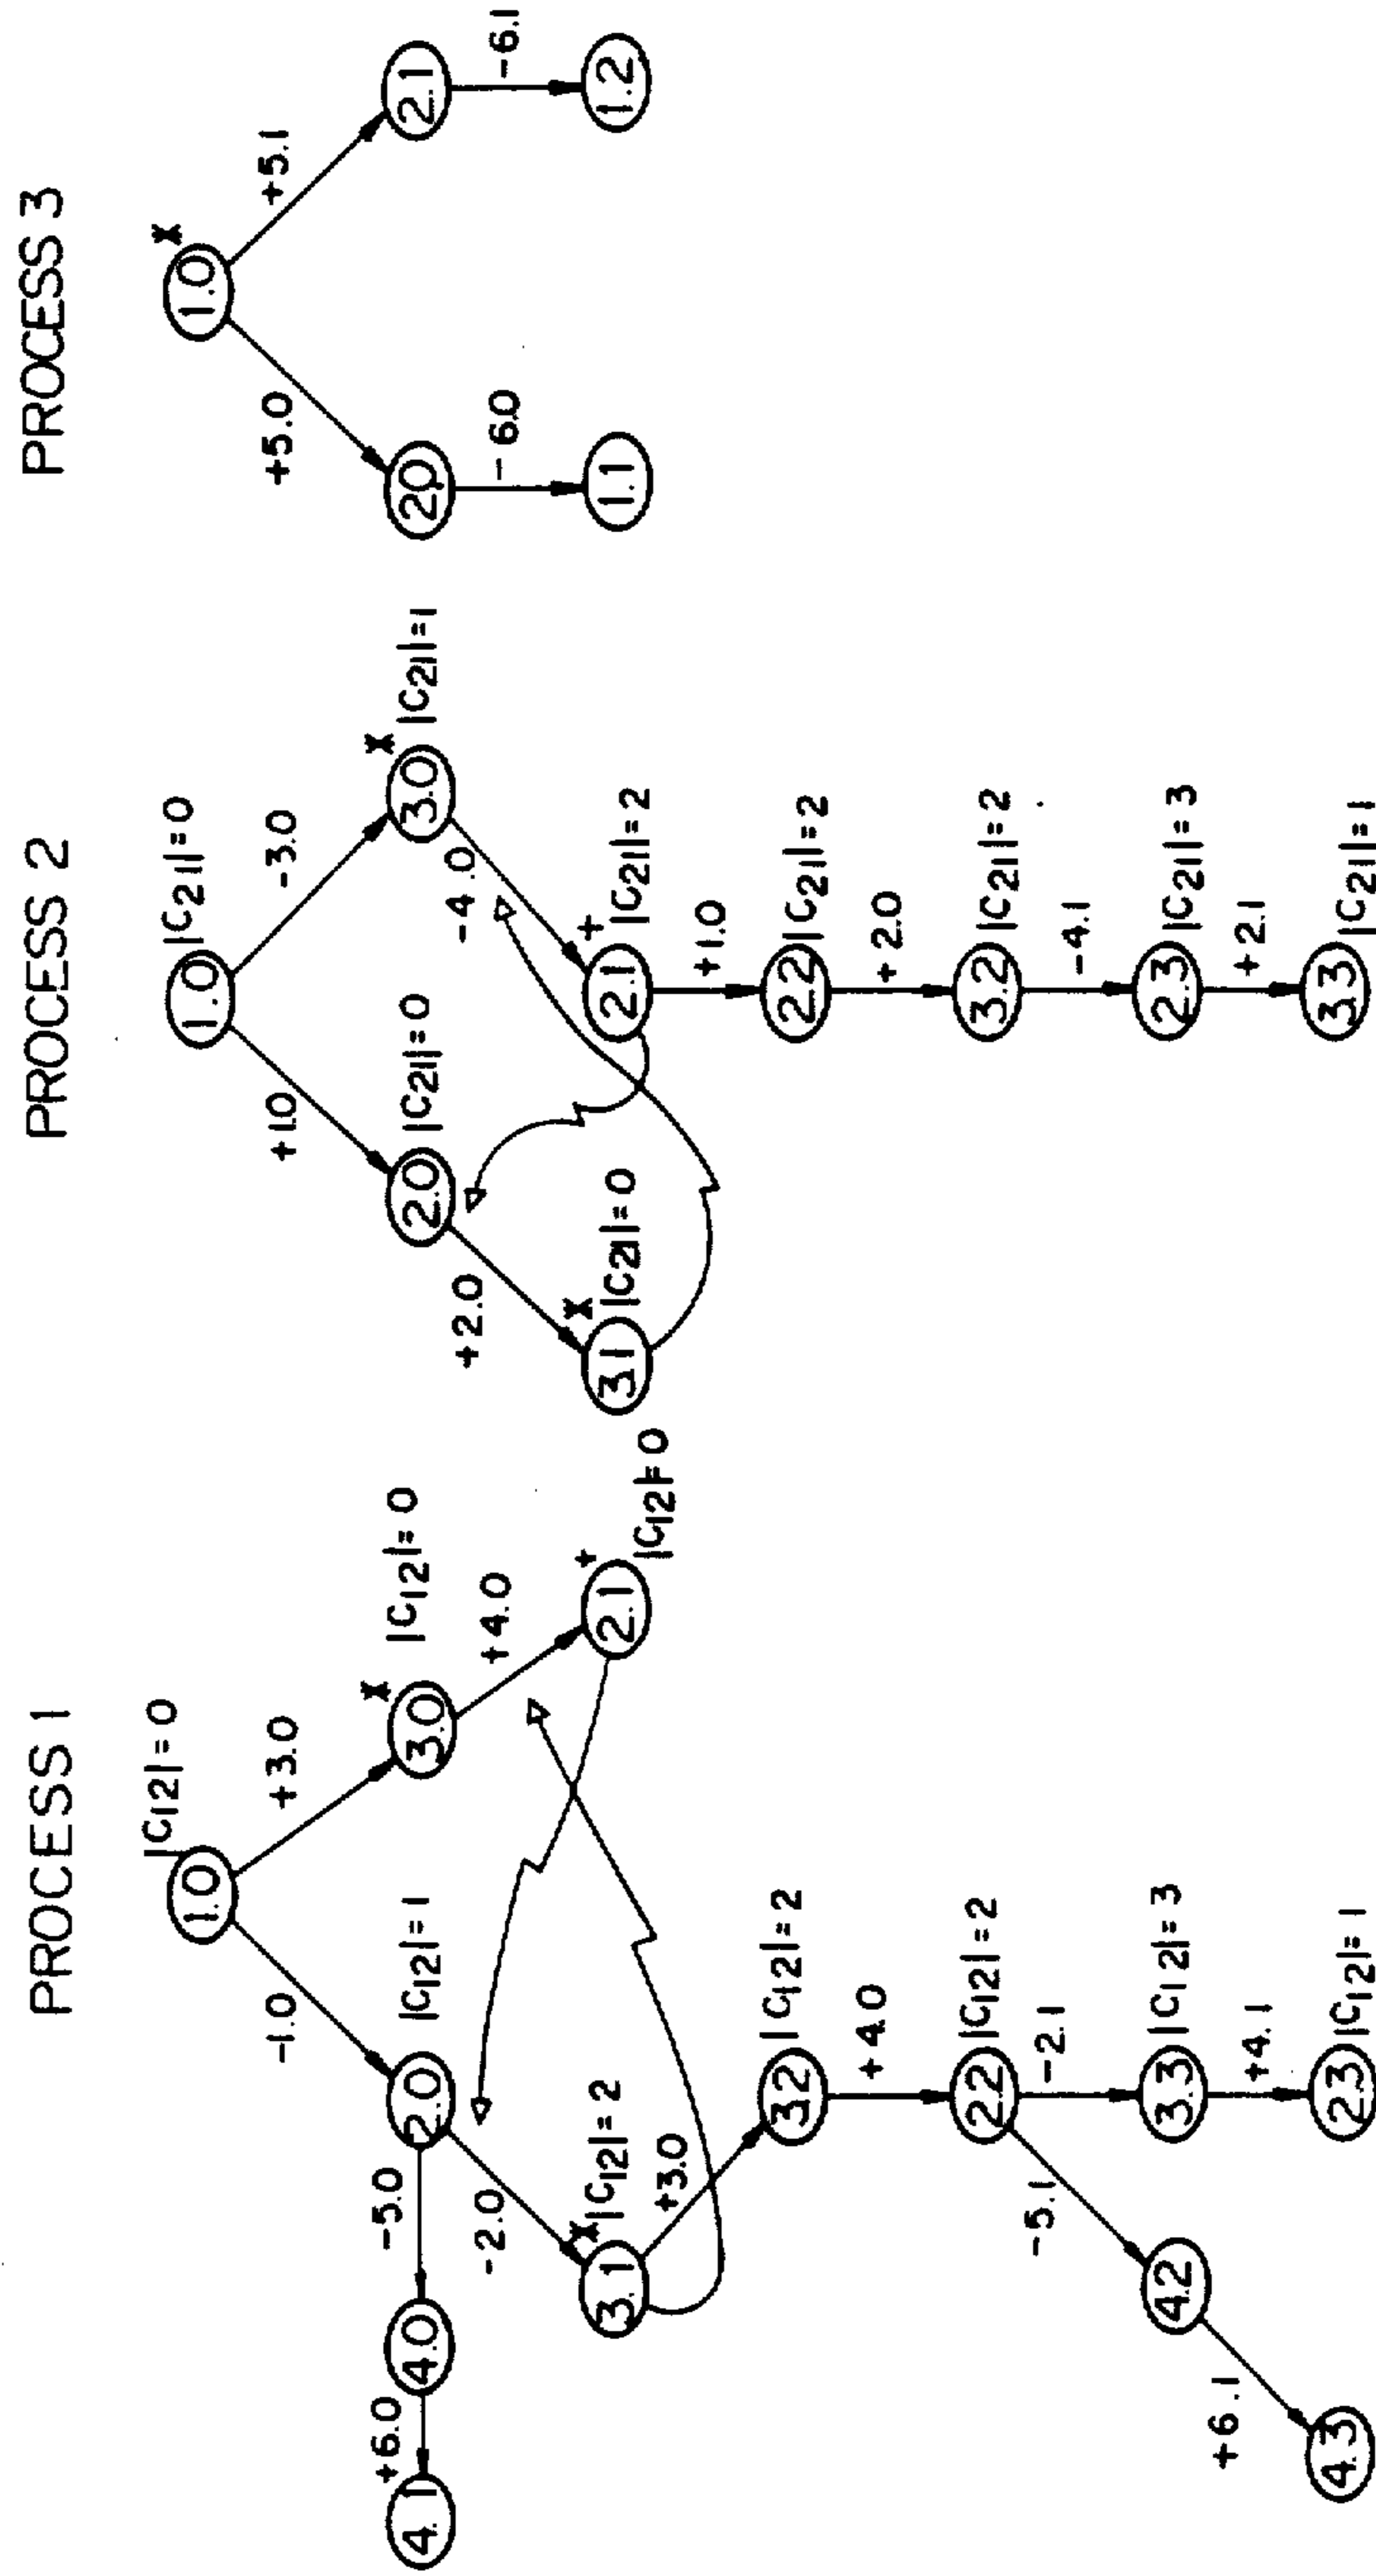 PROCESS 1
1.0
|C12|=0
-1.0
+3.0
2.0
|C12|=1
3.0
X
|C12|=0
-5.0
4.0
+6.0
4.1
-2.0
+4.0
3.1
X
|C12|=2
2.1
+
|C12|=0
+3.0
3.2
|C12|=2
+4.0
2.2
|C12|=2
-5.1
-2.1
4.2
3.3
|C12|=3
+6.1
+4.1
4.3
2.3
|C12|=1
PROCESS 2
1.0
|C21|=0
+1.0
-3.0
2.0
|C21|=0
3.0
X
|C21|=1
+2.0
-4.0
3.1
X
|C21|=0
2.1
+
|C21|=2
+1.0
2.2
|C21|=2
+2.0
3.2
|C21|=2
-4.1
2.3
|C21|=3
+2.1
3.3
|C21|=1
PROCESS 3
1.0
X
+5.0
+5.1
2.0
2.1
-6.0
-6.1
1.1
1.2